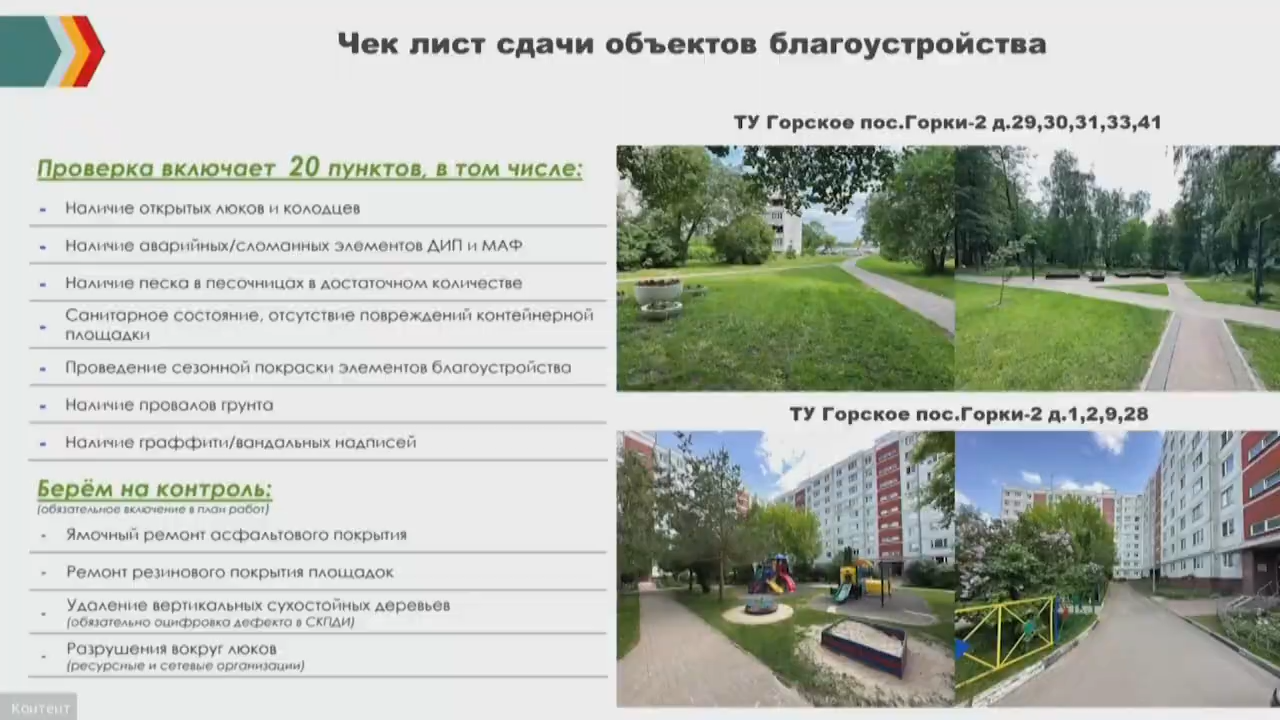 Чек лист сдачи объектов благоустройства
Проверка включает 20 пунктов, в том числе:
- Наличие открытых люков и колодцев
- Наличие аварийных/сломанных элементов ДИП и МАФ
- Наличие песка в песочницах в достаточном количестве
- Санитарное состояние, отсутствие повреждений контейнерной
площадки
- Проведение сезонной покраски элементов благоустройства
- Наличие провалов грунта
- Наличие граффити/вандальных надписей
Берём на контроль:
(обязательное включение в план работ)
- Ямочный ремонт асфальтового покрытия
- Ремонт резинового покрытия площадок
- Удаление вертикальных сухостойных деревьев
(обязательно оцифровка дефекта в СКПДИ)
- Разрушения вокруг люков
(ресурсные и сетевые организации)
ТУ Горское пос.Горки-2 д.29,30,31,33,41
ТУ Горское пос.Горки-2 д.1,2,9,28
Контент